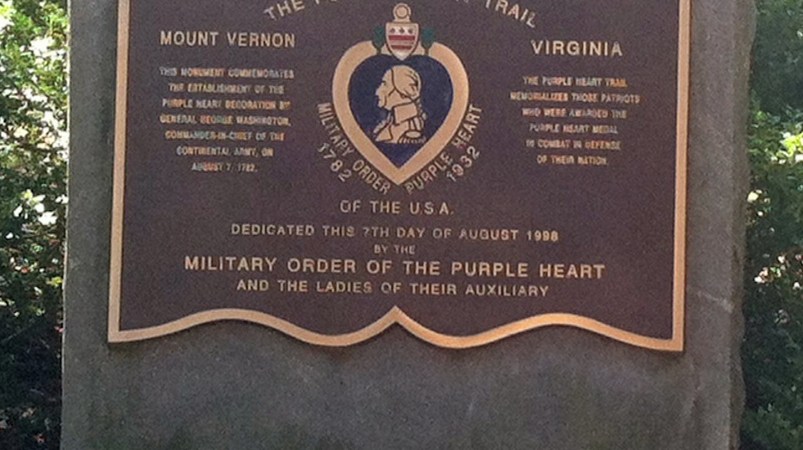 THE PURPLE HEART TRAIL
MOUNT VERNON
VIRGINIA
THIS MONUMENT COMMEMORATES
THE ESTABLISHMENT OF THE
PURPLE HEART DECORATION BY
GENERAL GEORGE WASHINGTON,
COMMANDER-IN-CHIEF OF THE
CONTINENTAL ARMY, ON
AUGUST 7, 1782.
THE PURPLE HEART TRAIL
MEMORIALIZES THOSE PATRIOTS
WHO WERE AWARDED THE
PURPLE HEART MEDAL
IN COMBAT IN DEFENSE
OF THEIR NATION.
MILITARY ORDER PURPLE HEART
1782
1932
OF THE U.S.A.
DEDICATED THIS 7TH DAY OF AUGUST 1998
BY THE
MILITARY ORDER OF THE PURPLE HEART
AND THE LADIES OF THEIR AUXILIARY